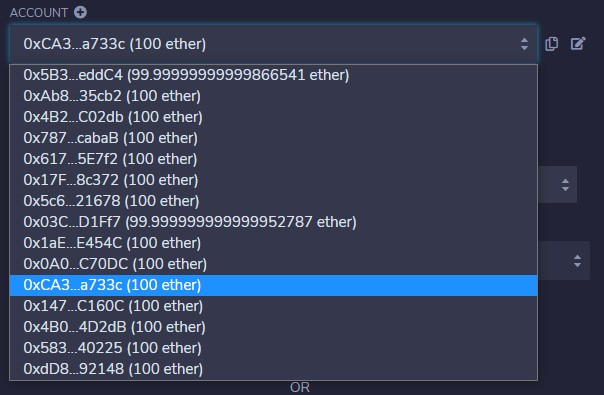 ACCOUNT
0xCA3...a733c (100 ether)
0x5B3...eddC4 (99.99999999999866541 ether)
0xAb8...35cb2 (100 ether)
0x4B2...C02db (100 ether)
0x787...cabaB (100 ether)
0x617...5E7f2 (100 ether)
0x17F...8c372 (100 ether)
0x5c6...21678 (100 ether)
0x03C...D1Ff7 (99.999999999999952787 ether)
0x1aE...E454C (100 ether)
0x0A0...C70DC (100 ether)
0xCA3...a733c (100 ether)
0x147...C160C (100 ether)
0x4B0...4D2dB (100 ether)
0x583...40225 (100 ether)
0xdD8...92148 (100 ether)
OR